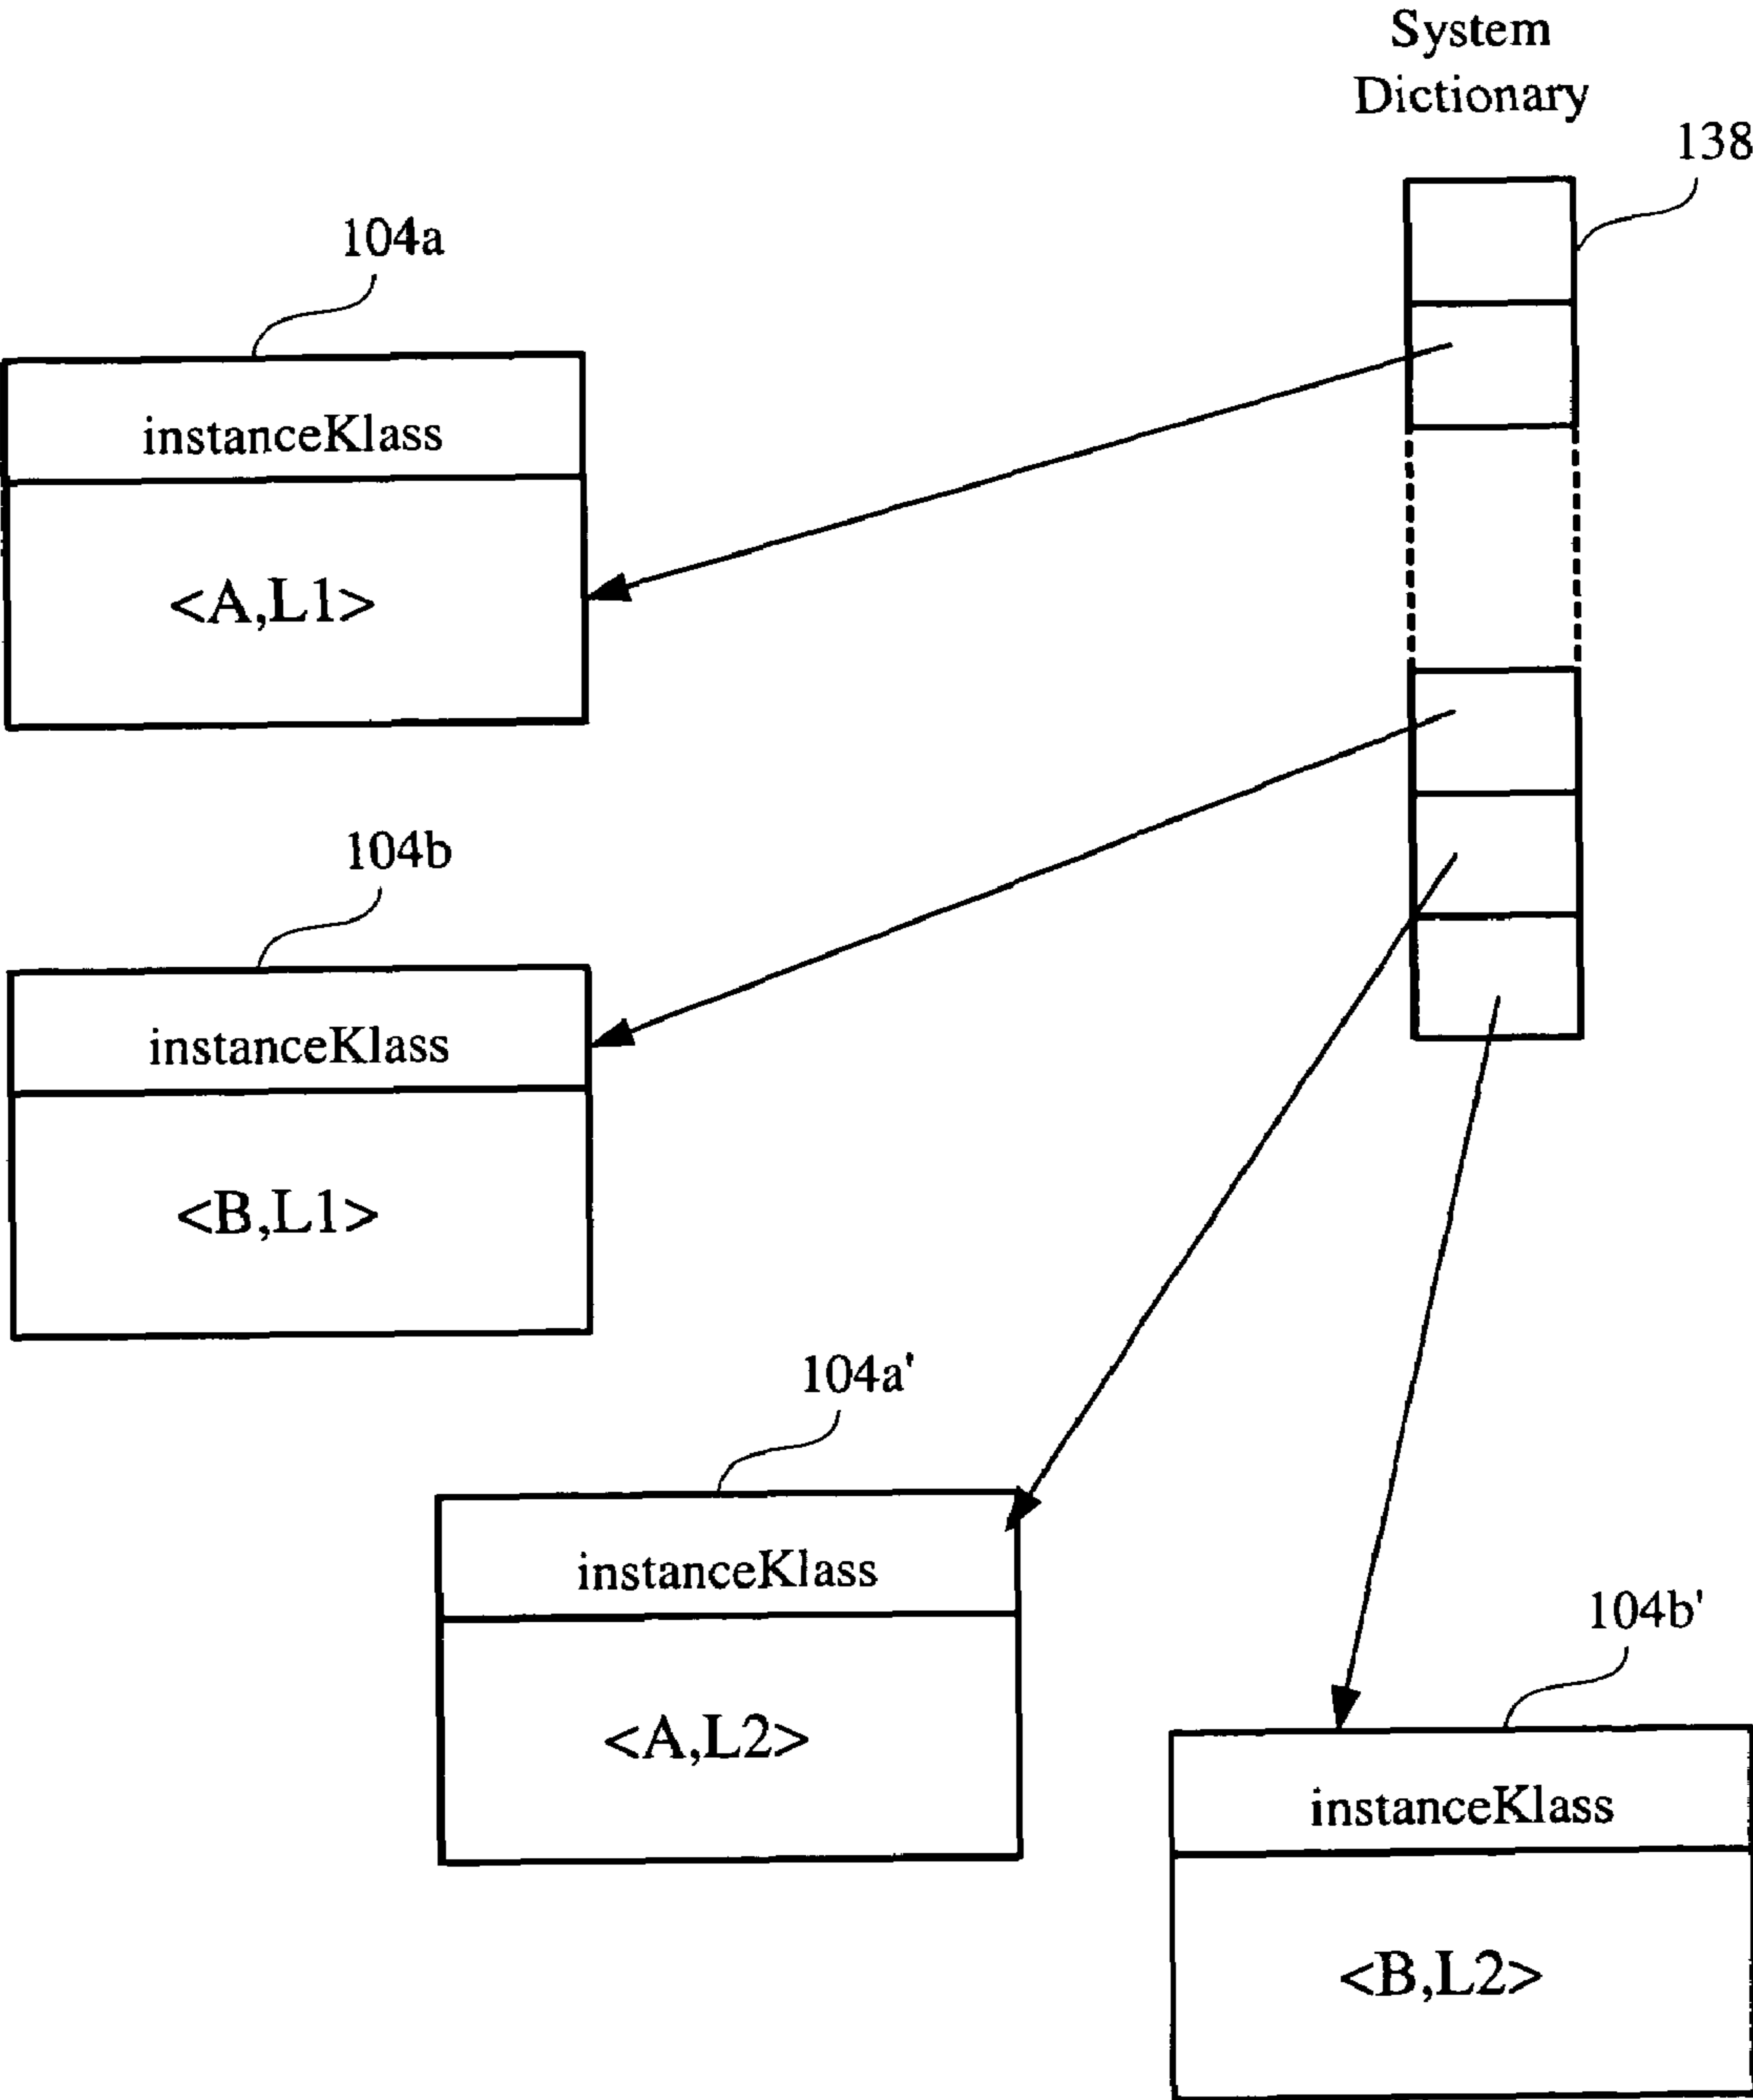 System
Dictionary
138
104a
instanceKlass
<A,L1>
104b
instanceKlass
<B,L1>
104a'
instanceKlass
<A,L2>
104b'
instanceKlass
<B,L2>